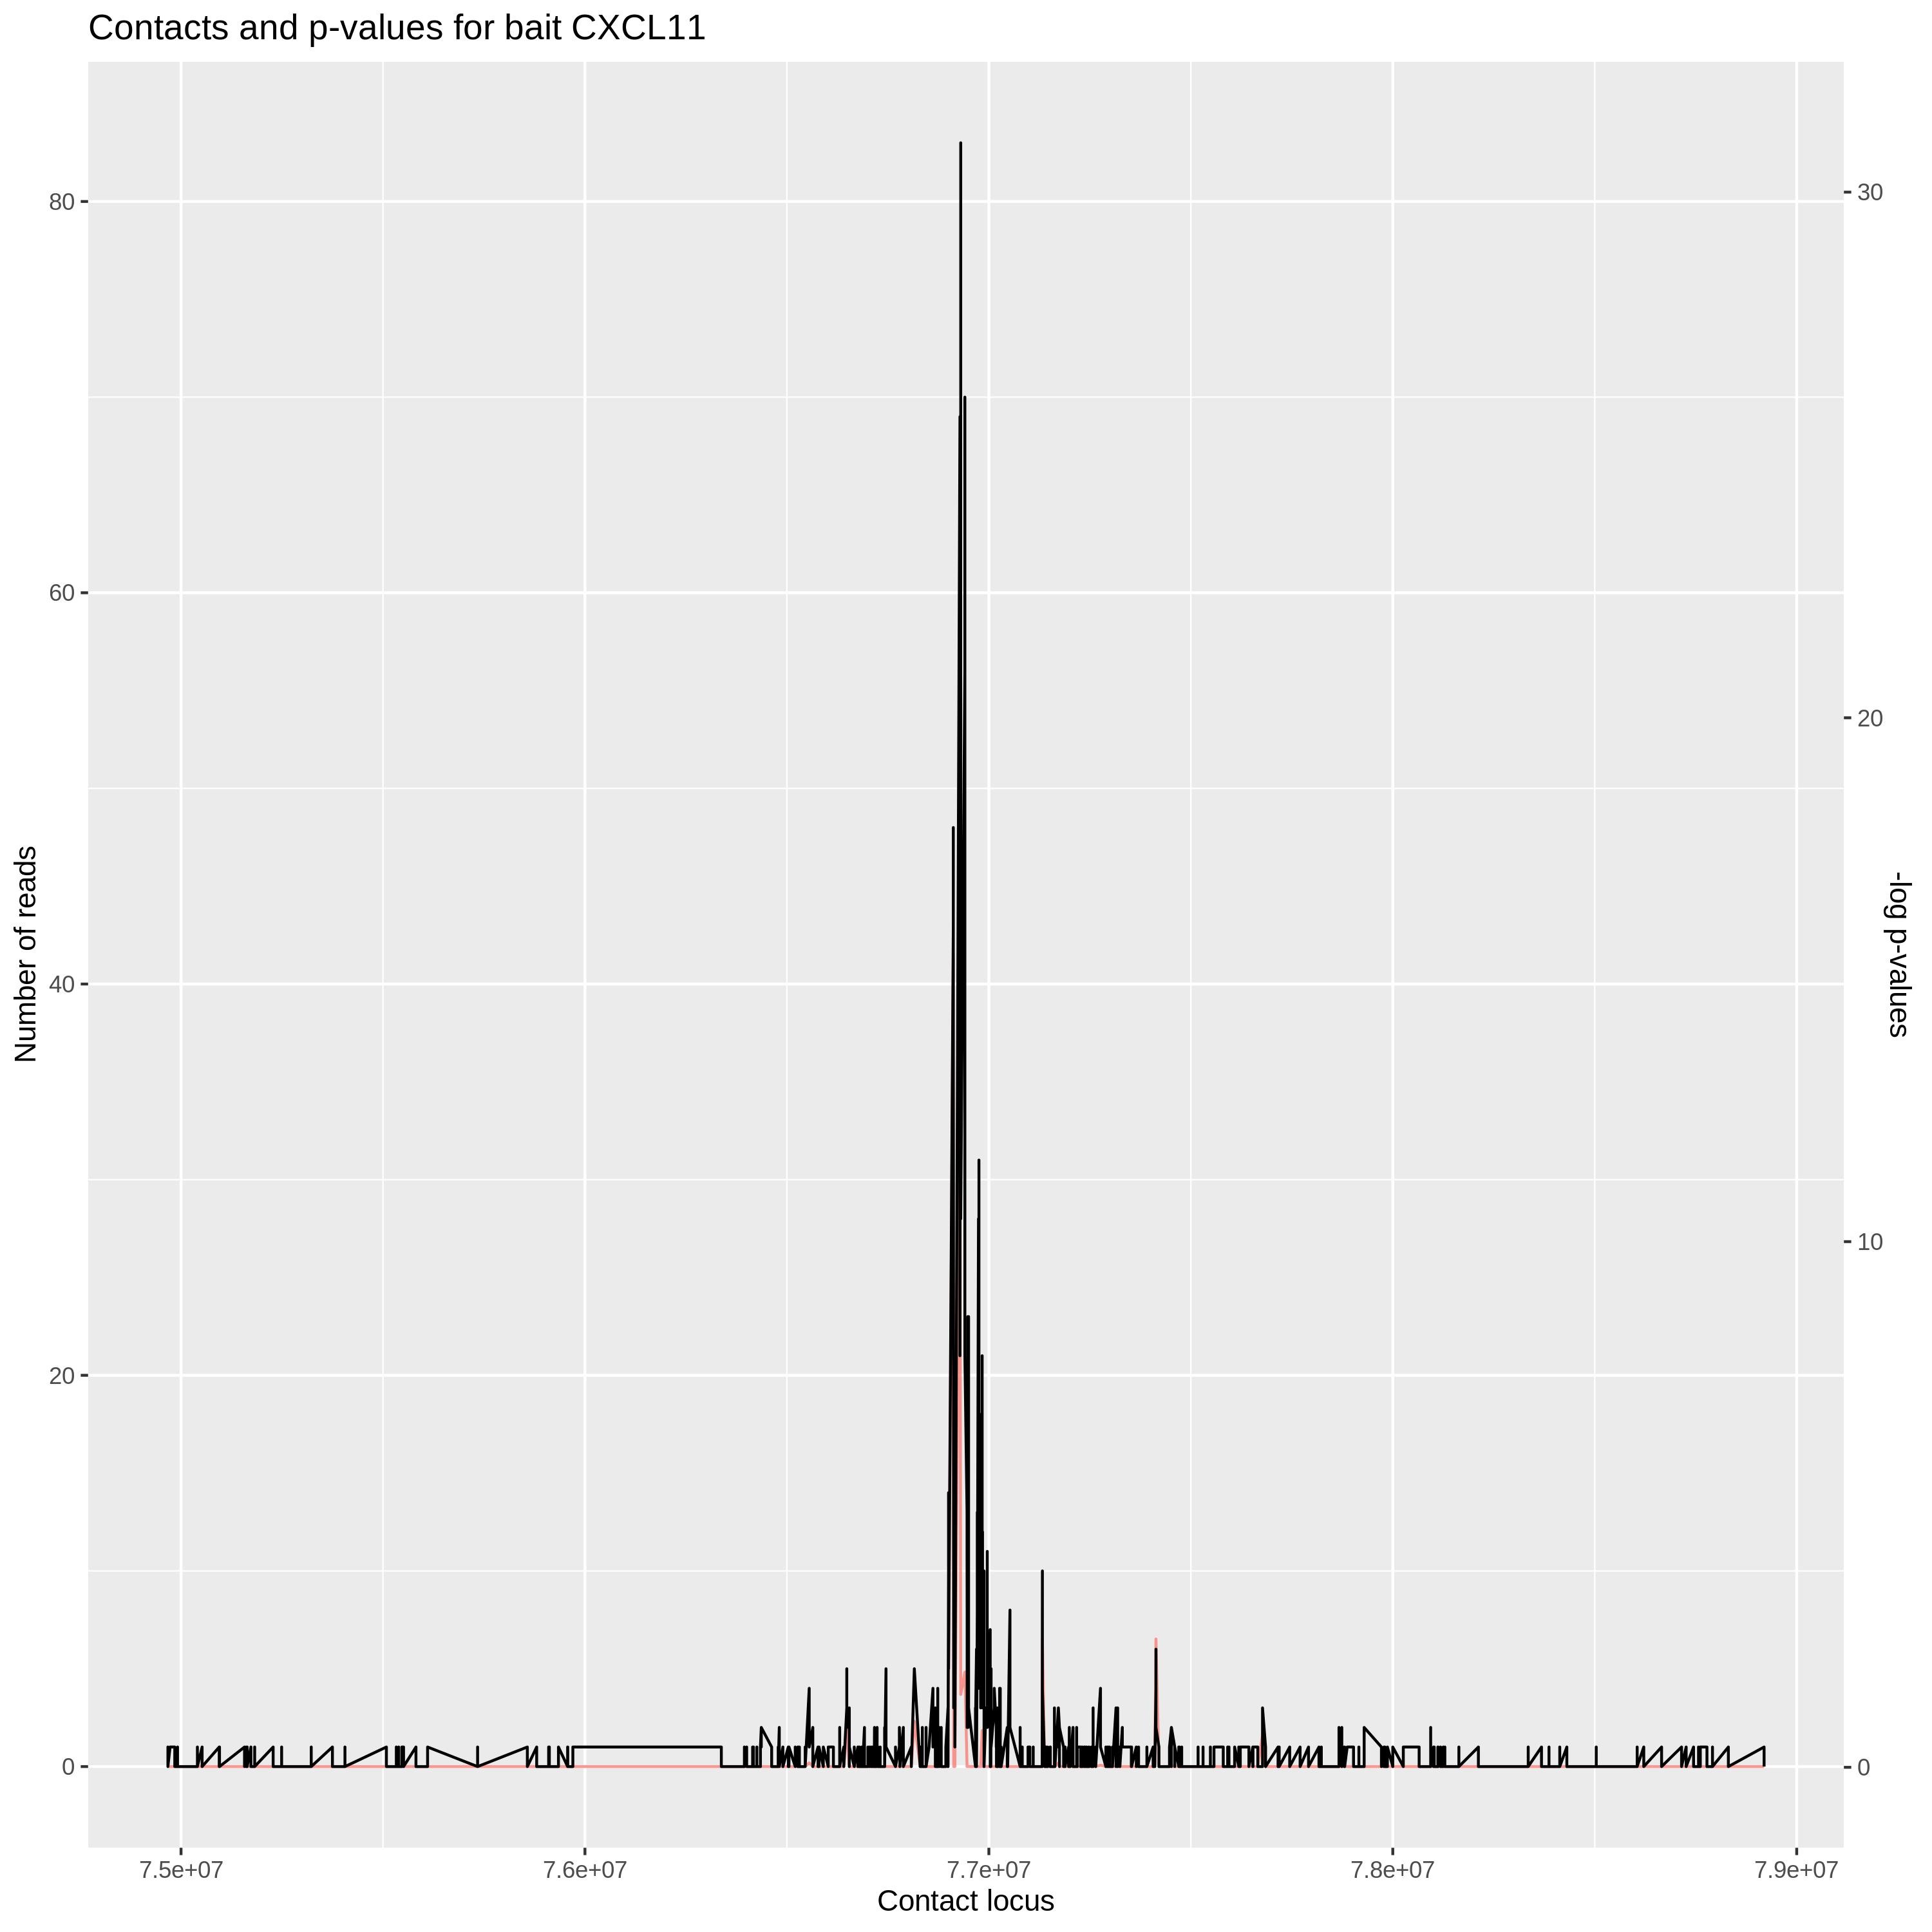 Contacts and p-values for bait CXCL11
80
60
40
20
0
Number of reads
30
20
10
0
-log p-values
7.5e+07
7.6e+07
7.7e+07
7.8e+07
7.9e+07
Contact locus